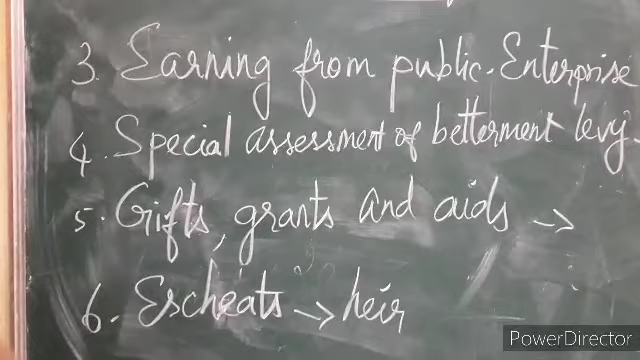 3. Earning from public. Enterprise
4. Special assessment of betterment levy.
5. Gifts, grants and aids →
6. Escheats → heir
PowerDirector